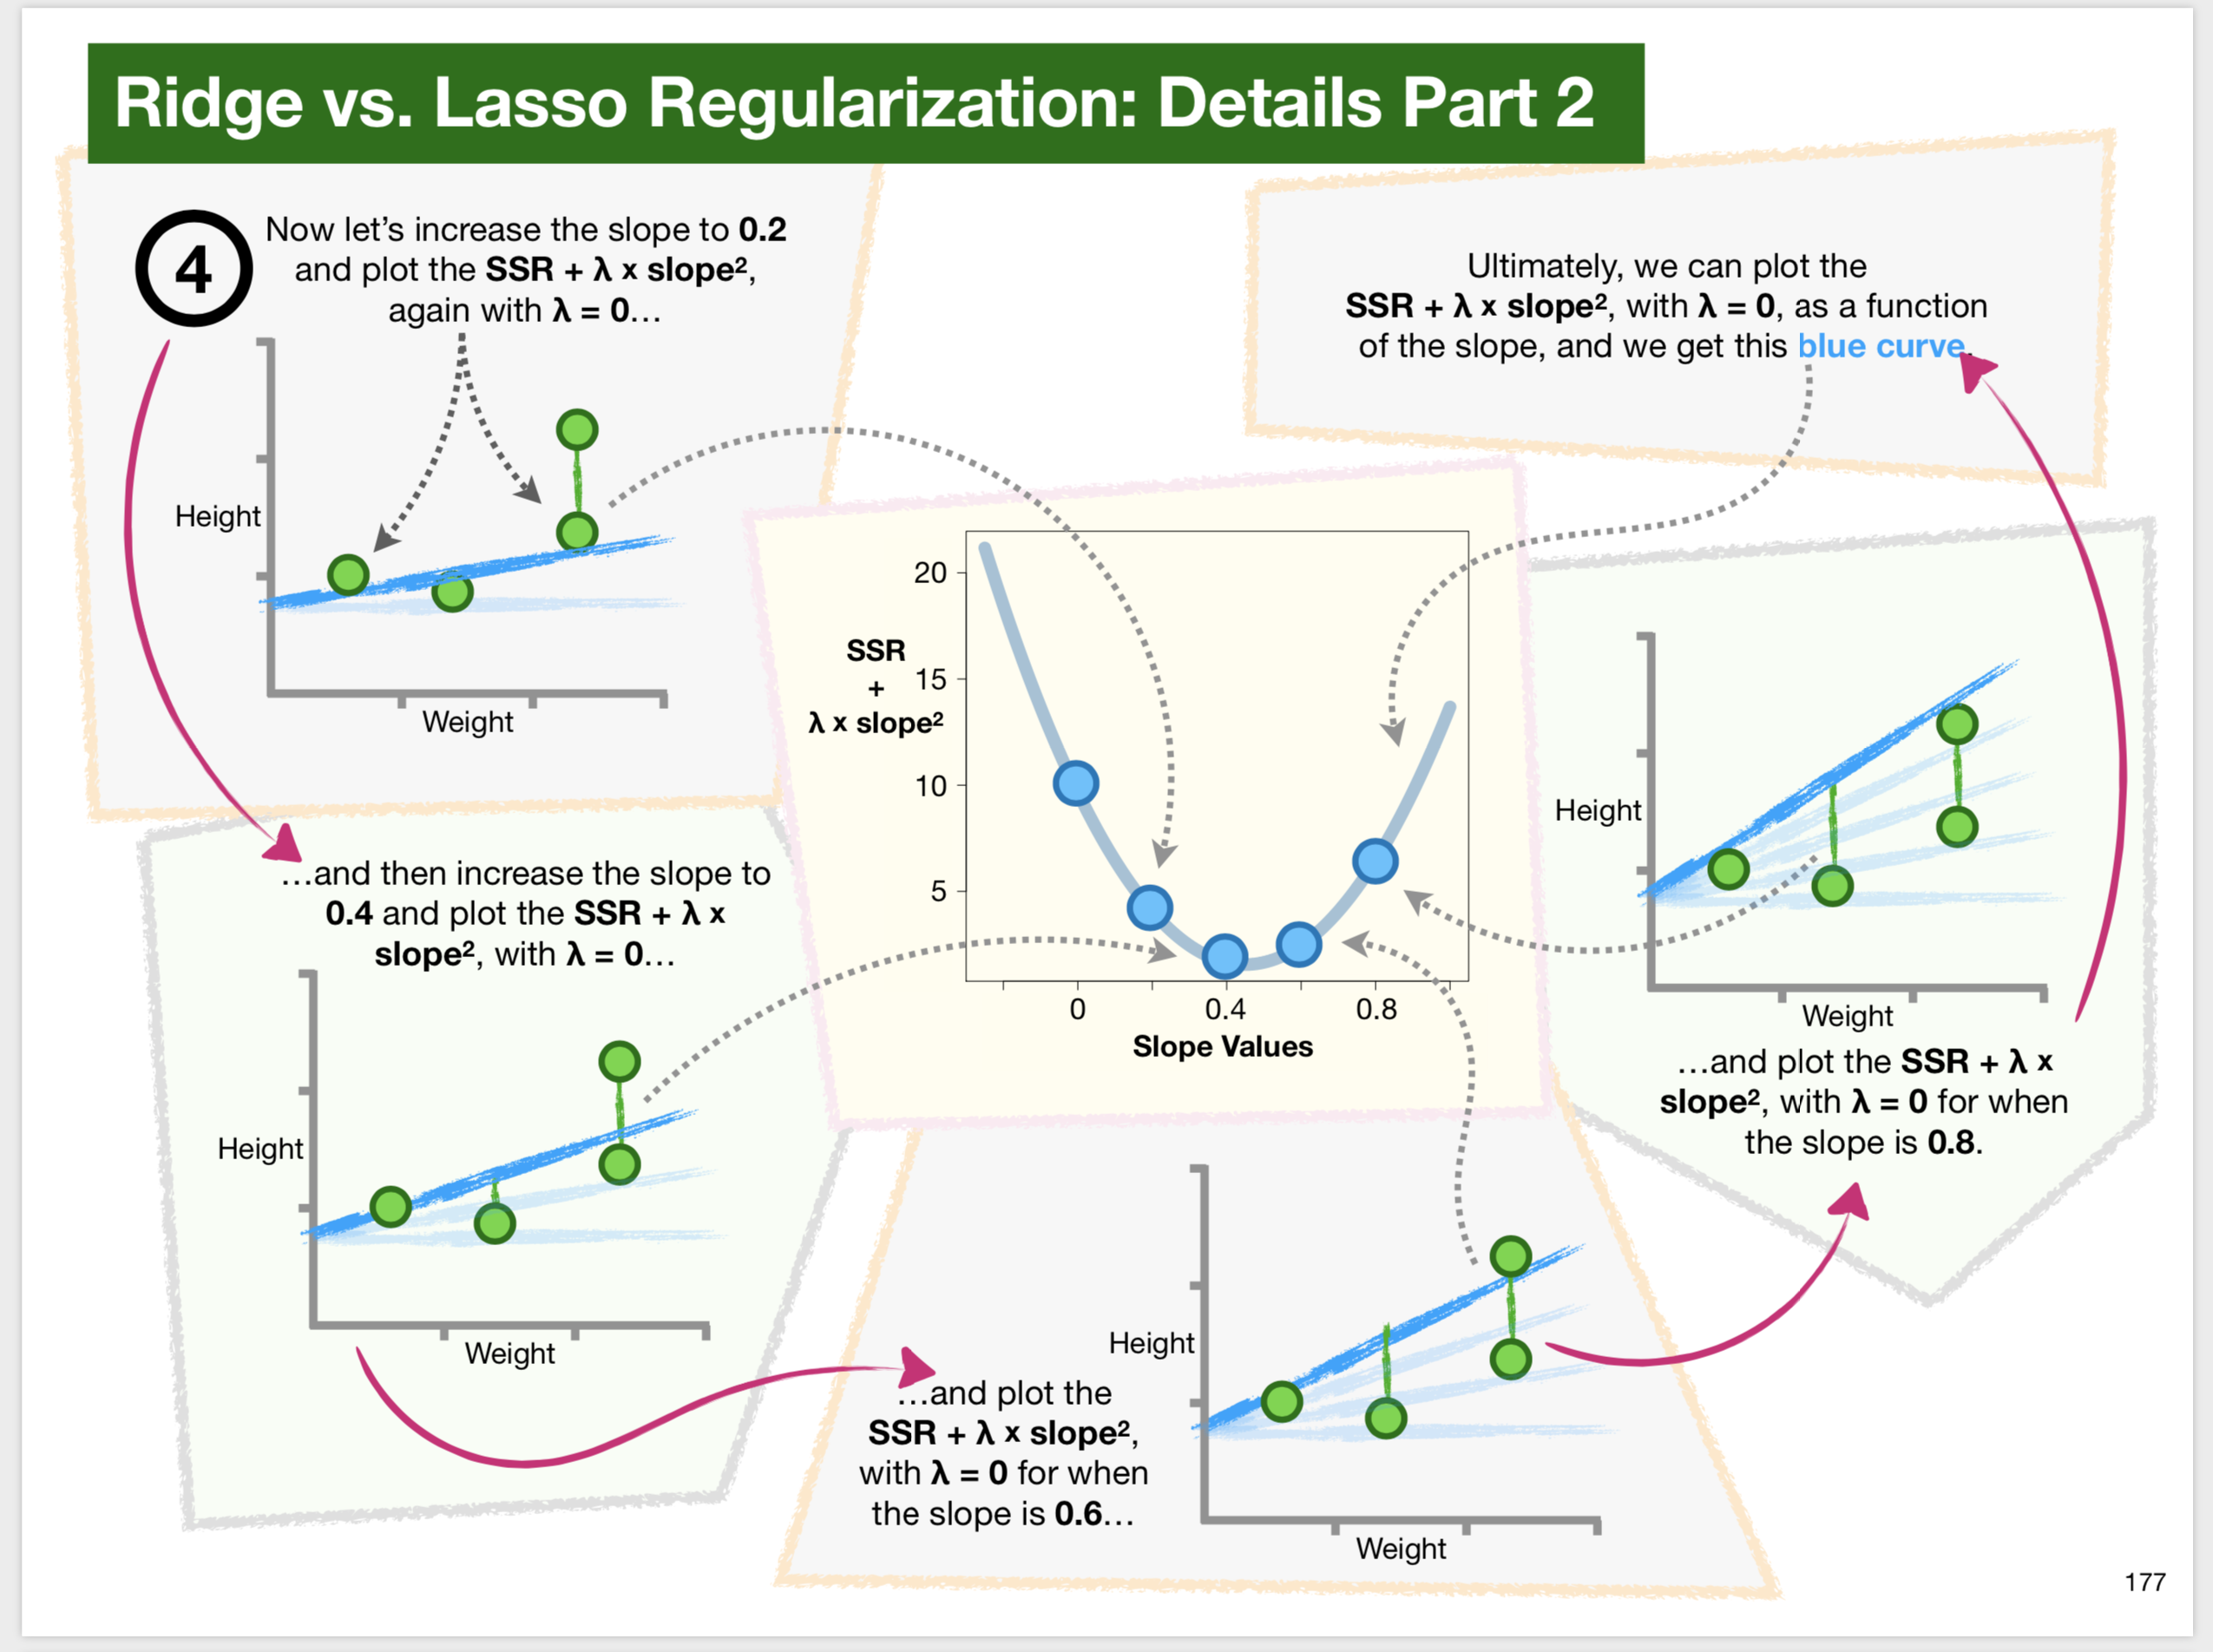 Ridge vs. Lasso Regularization: Details Part 2
4
Now let’s increase the slope to 0.2
and plot the SSR + λ x slope²,
again with λ = 0…
Height
Weight
…and then increase the slope to
0.4 and plot the SSR + λ x
slope², with λ = 0…
Height
Weight
…and plot the
SSR + λ x slope²,
with λ = 0 for when
the slope is 0.6…
Height
Weight
Height
Weight
…and plot the SSR + λ x
slope², with λ = 0 for when
the slope is 0.8.
Ultimately, we can plot the
SSR + λ x slope², with λ = 0, as a function
of the slope, and we get this blue curve.
SSR
+
λ x slope²
20
15
10
5
0 0.4 0.8
Slope Values
177